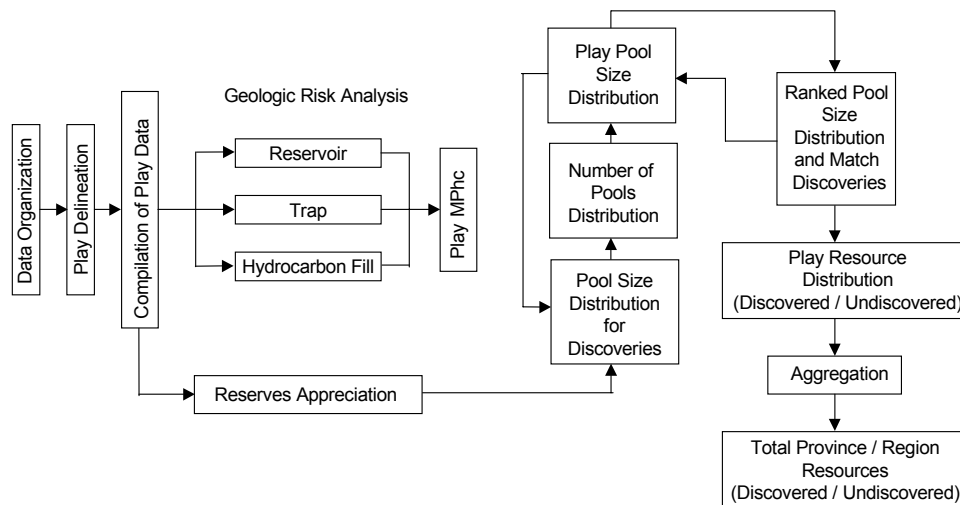 Data Organization
Play Delineation
Compilation of Play Data
Geologic Risk Analysis
Reservoir
Trap
Hydrocarbon Fill
Play MPhc
Reserves Appreciation
Play Pool
Size
Distribution
Number of
Pools
Distribution
Pool Size
Distribution
for
Discoveries
Ranked Pool
Size
Distribution
and Match
Discoveries
Play Resource
Distribution
(Discovered / Undiscovered)
Aggregation
Total Province / Region
Resources
(Discovered / Undiscovered)